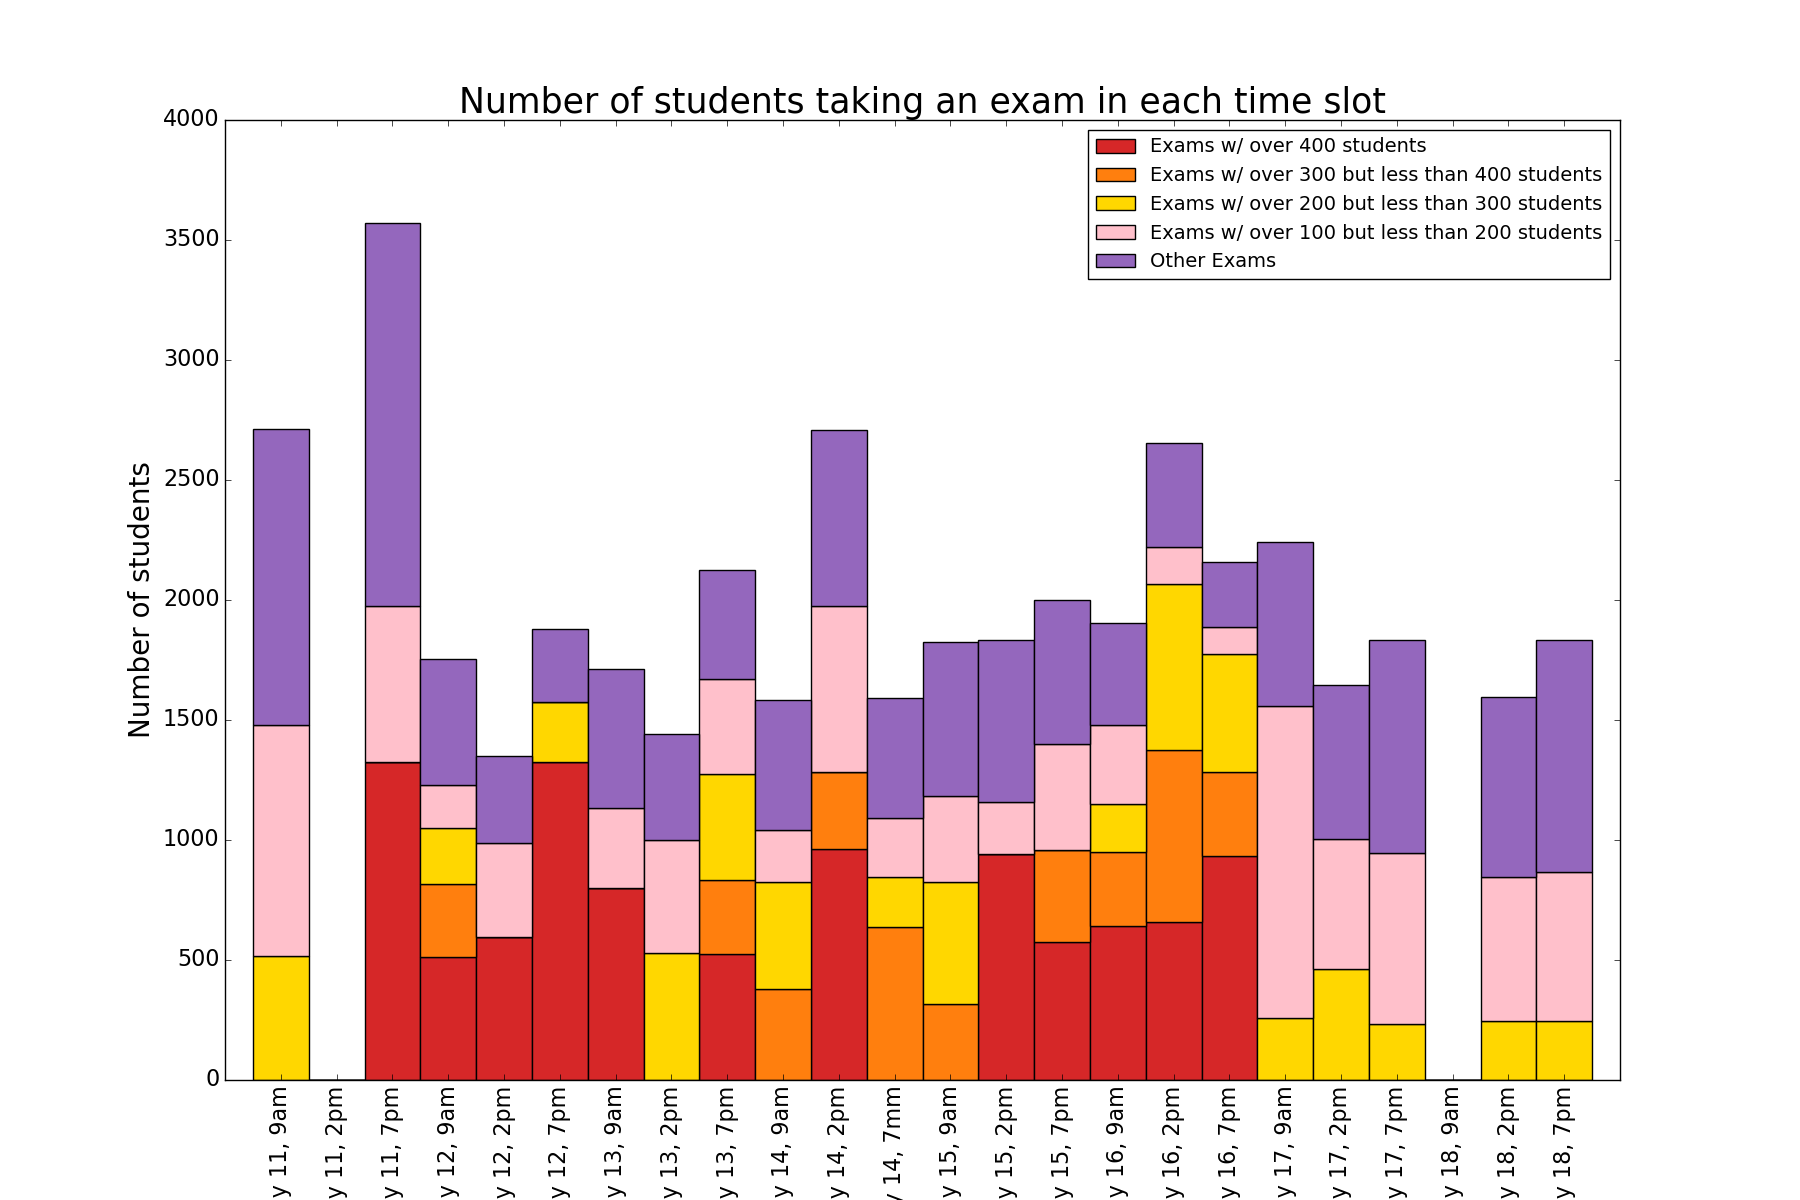 Number of students taking an exam in each time slot
Number of students
4000
3500
3000
2500
2000
1500
1000
500
0
Exams w/ over 400 students
Exams w/ over 300 but less than 400 students
Exams w/ over 200 but less than 300 students
Exams w/ over 100 but less than 200 students
Other Exams
y 11, 9am
y 11, 2pm
y 11, 7pm
y 12, 9am
y 12, 2pm
y 12, 7pm
y 13, 9am
y 13, 2pm
y 13, 7pm
y 14, 9am
y 14, 2pm
y 14, 7mm
y 15, 9am
y 15, 2pm
y 15, 7pm
y 16, 9am
y 16, 2pm
y 16, 7pm
y 17, 9am
y 17, 2pm
y 17, 7pm
y 18, 9am
y 18, 2pm
y 18, 7pm